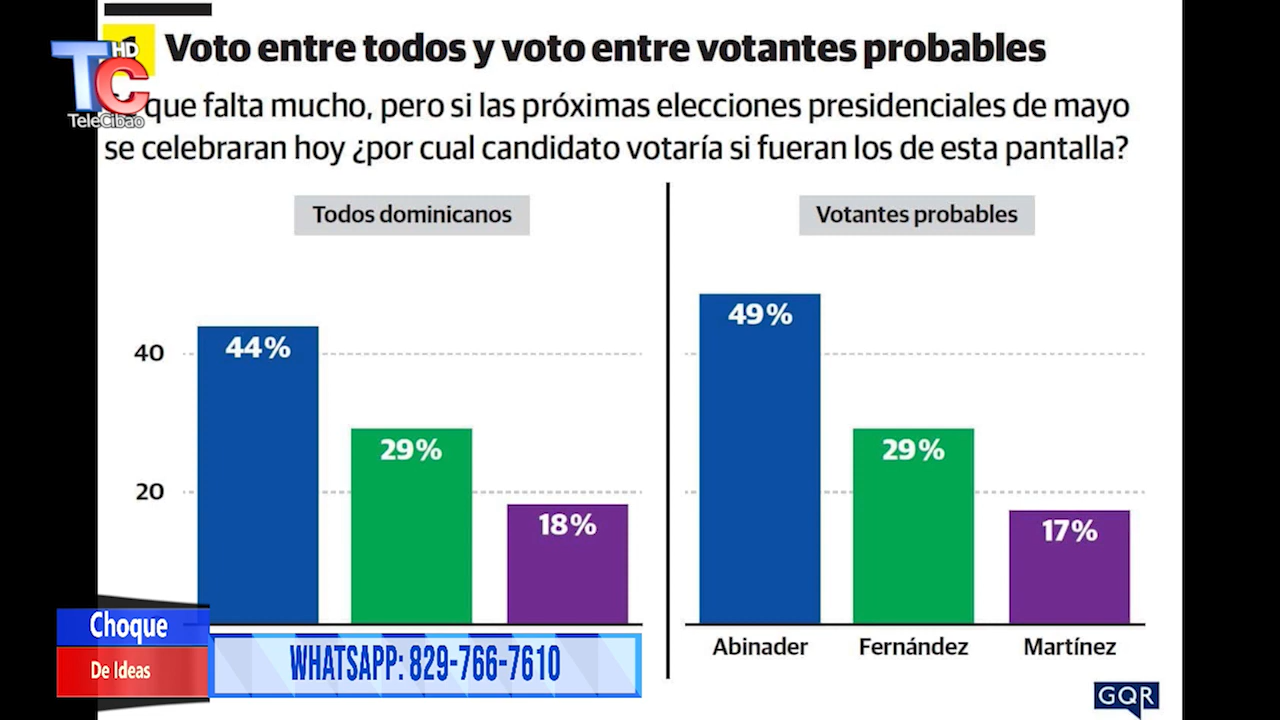 HD
TC
TeleCibao
Voto entre todos y voto entre votantes probables
que falta mucho, pero si las próximas elecciones presidenciales de mayo
se celebraran hoy ¿por cual candidato votaría si fueran los de esta pantalla?
Todos dominicanos
40
20
44%
29%
18%
Votantes probables
49%
29%
17%
Abinader Fernández Martínez
Choque
De Ideas
WHATSAPP: 829-766-7610
GQR